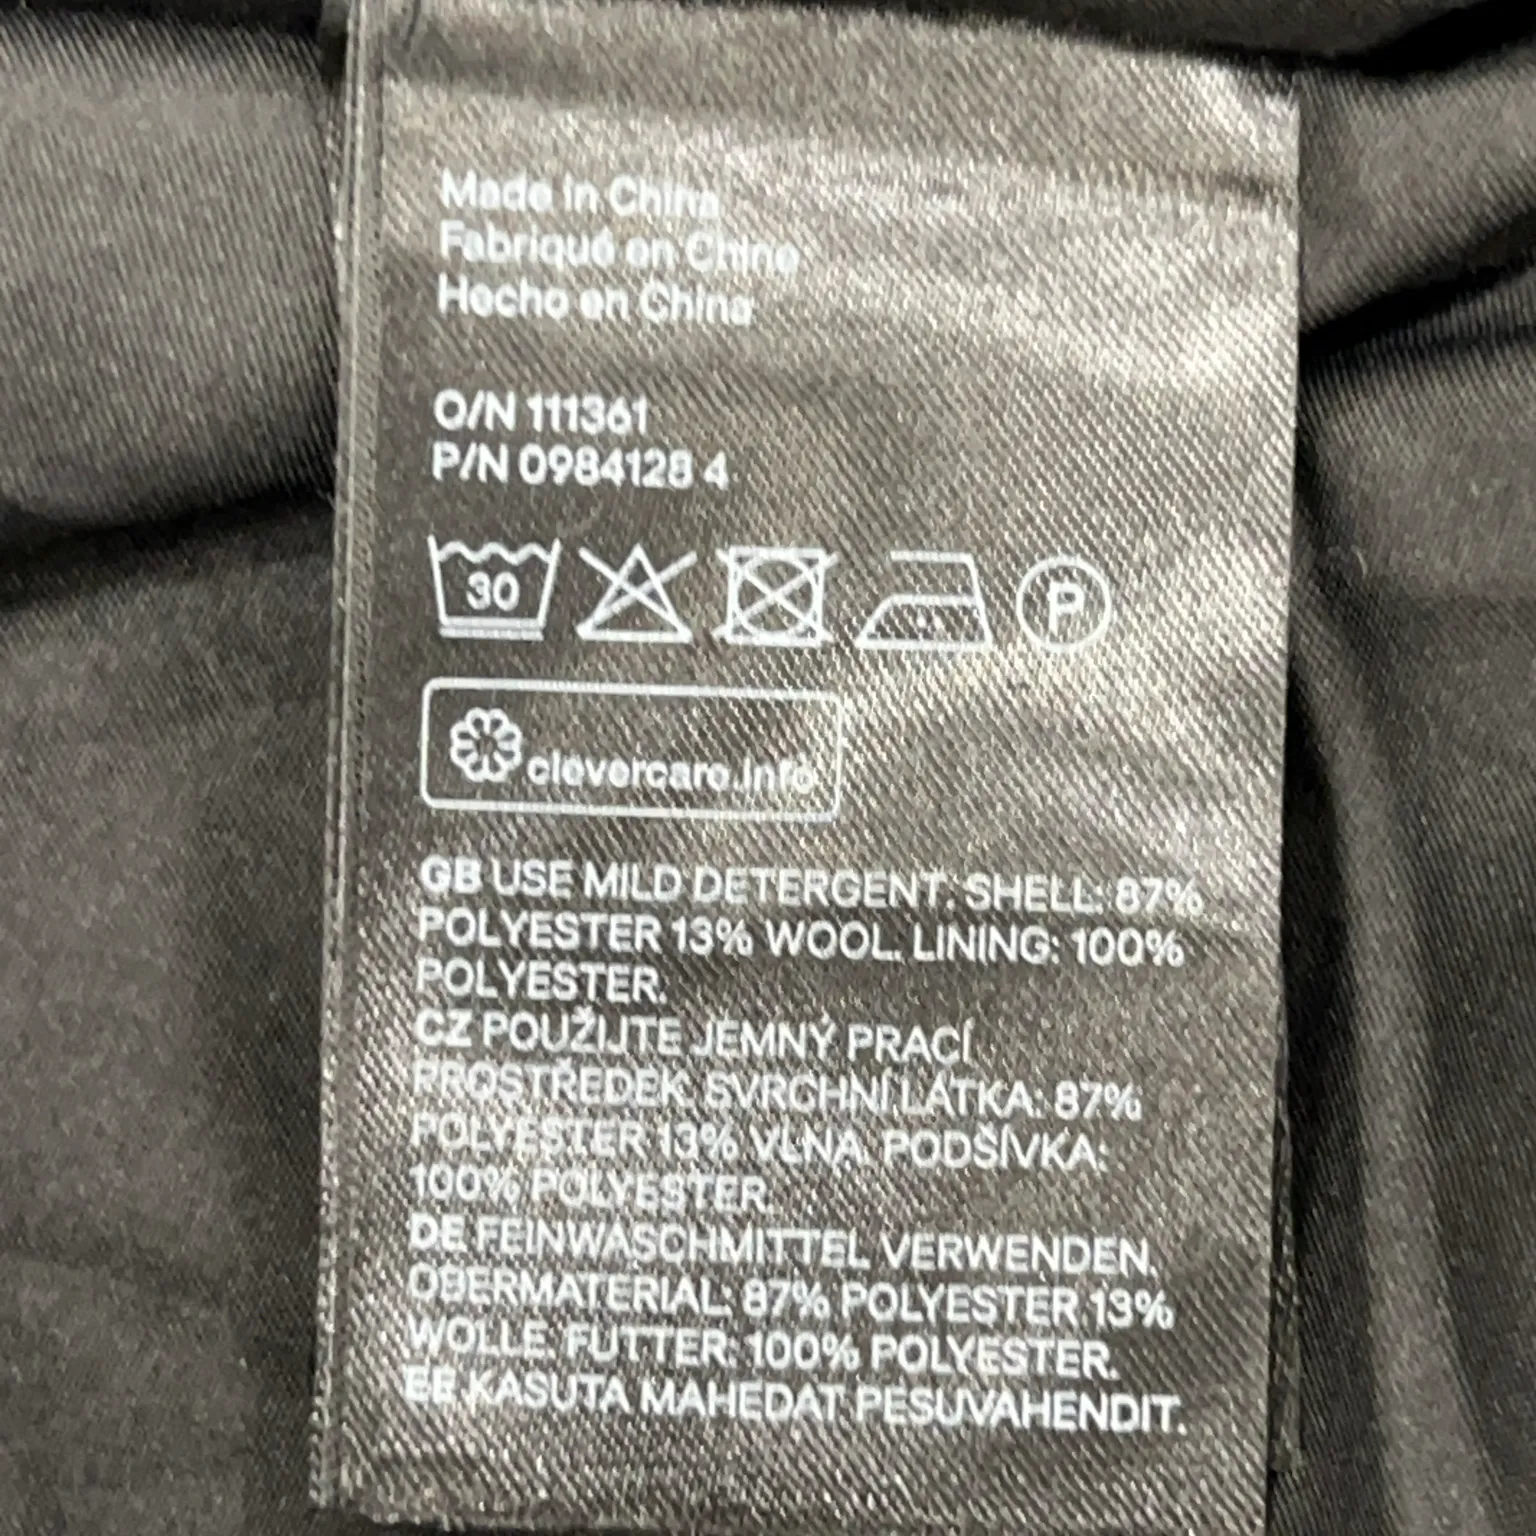 Made in China
Fabriqué en Chine
Hecho en China
O/N 111361
P/N 0984128 4
30
P
clevercare.info
GB USE MILD DETERGENT. SHELL: 87%
POLYESTER 13% WOOL. LINING: 100%
POLYESTER.
CZ POUŽIJTE JEMNÝ PRACÍ
PROSTŘEDEK. SVRCHNÍ LÁTKA: 87%
POLYESTER 13% VLNA. PODŠÍVKA:
100% POLYESTER.
DE FEINWASCHMITTEL VERWENDEN.
OBERMATERIAL: 87% POLYESTER 13%
WOLLE. FUTTER: 100% POLYESTER.
EE KASUTA MAHEDAT PESUVAHENDIT.